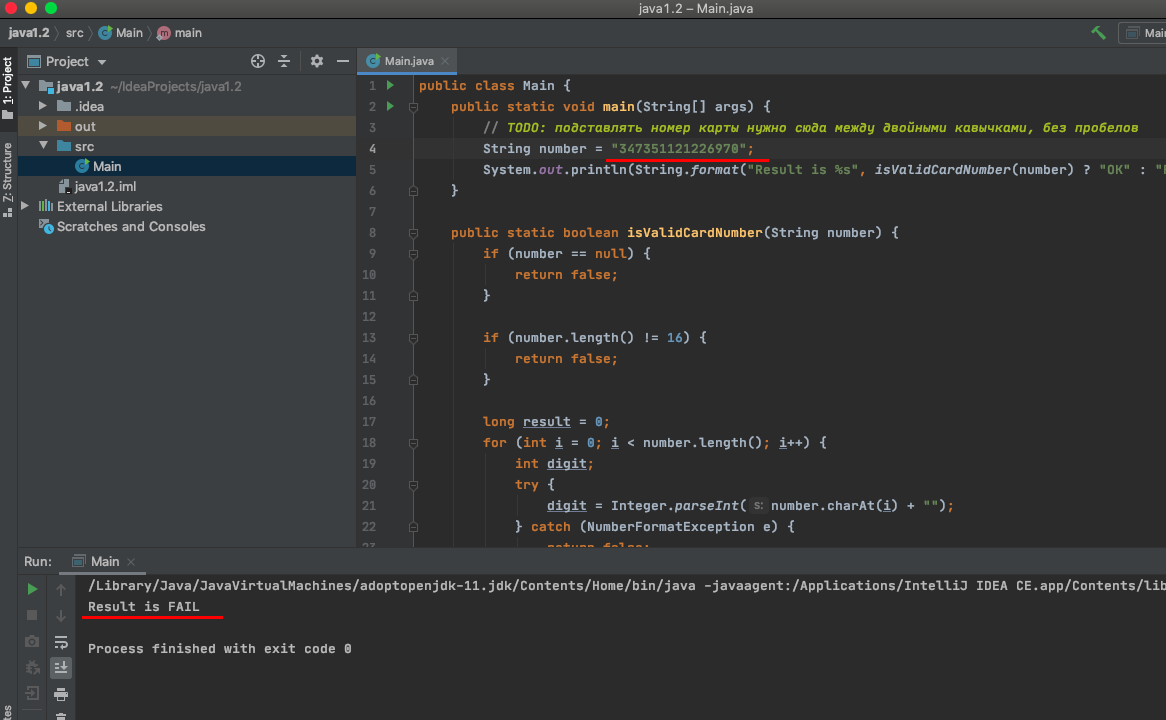 java1.2 – Main.java
java1.2 src Main main
Main
Project
Main.java
1: Project
java1.2 ~/IdeaProjects/java1.2
.idea
out
src
Main
java1.2.iml
External Libraries
Scratches and Consoles
Z: Structure
1 public class Main {
2 public static void main(String[] args) {
3 // TODO: подставлять номер карты нужно сюда между двойными кавычками, без пробелов
4 String number = "347351121226970";
5 System.out.println(String.format("Result is %s", isValidCardNumber(number) ? "OK" : "
6 }
7
8 public static boolean isValidCardNumber(String number) {
9 if (number == null) {
10 return false;
11 }
12
13 if (number.length() != 16) {
14 return false;
15 }
16
17 long result = 0;
18 for (int i = 0; i < number.length(); i++) {
19 int digit;
20 try {
21 digit = Integer.parseInt( s: number.charAt(i) + "");
22 } catch (NumberFormatException e) {
23 return false;
Run: Main
/Library/Java/JavaVirtualMachines/adoptopenjdk-11.jdk/Contents/Home/bin/java -javaagent:/Applications/IntelliJ IDEA CE.app/Contents/lib
Result is FAIL
Process finished with exit code 0